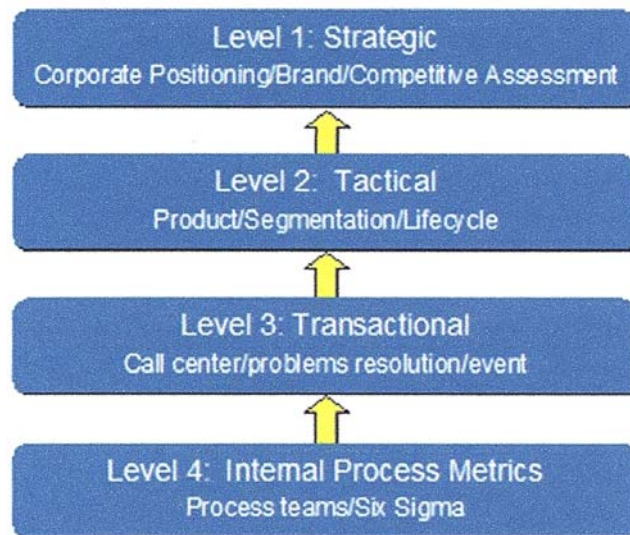 Level 1: Strategic
Corporate Positioning/Brand/Competitive Assessment
Level 2: Tactical
Product/Segmentation/Lifecycle
Level 3: Transactional
Call center/problems resolution/event
Level 4: Internal Process Metrics
Process teams/Six Sigma